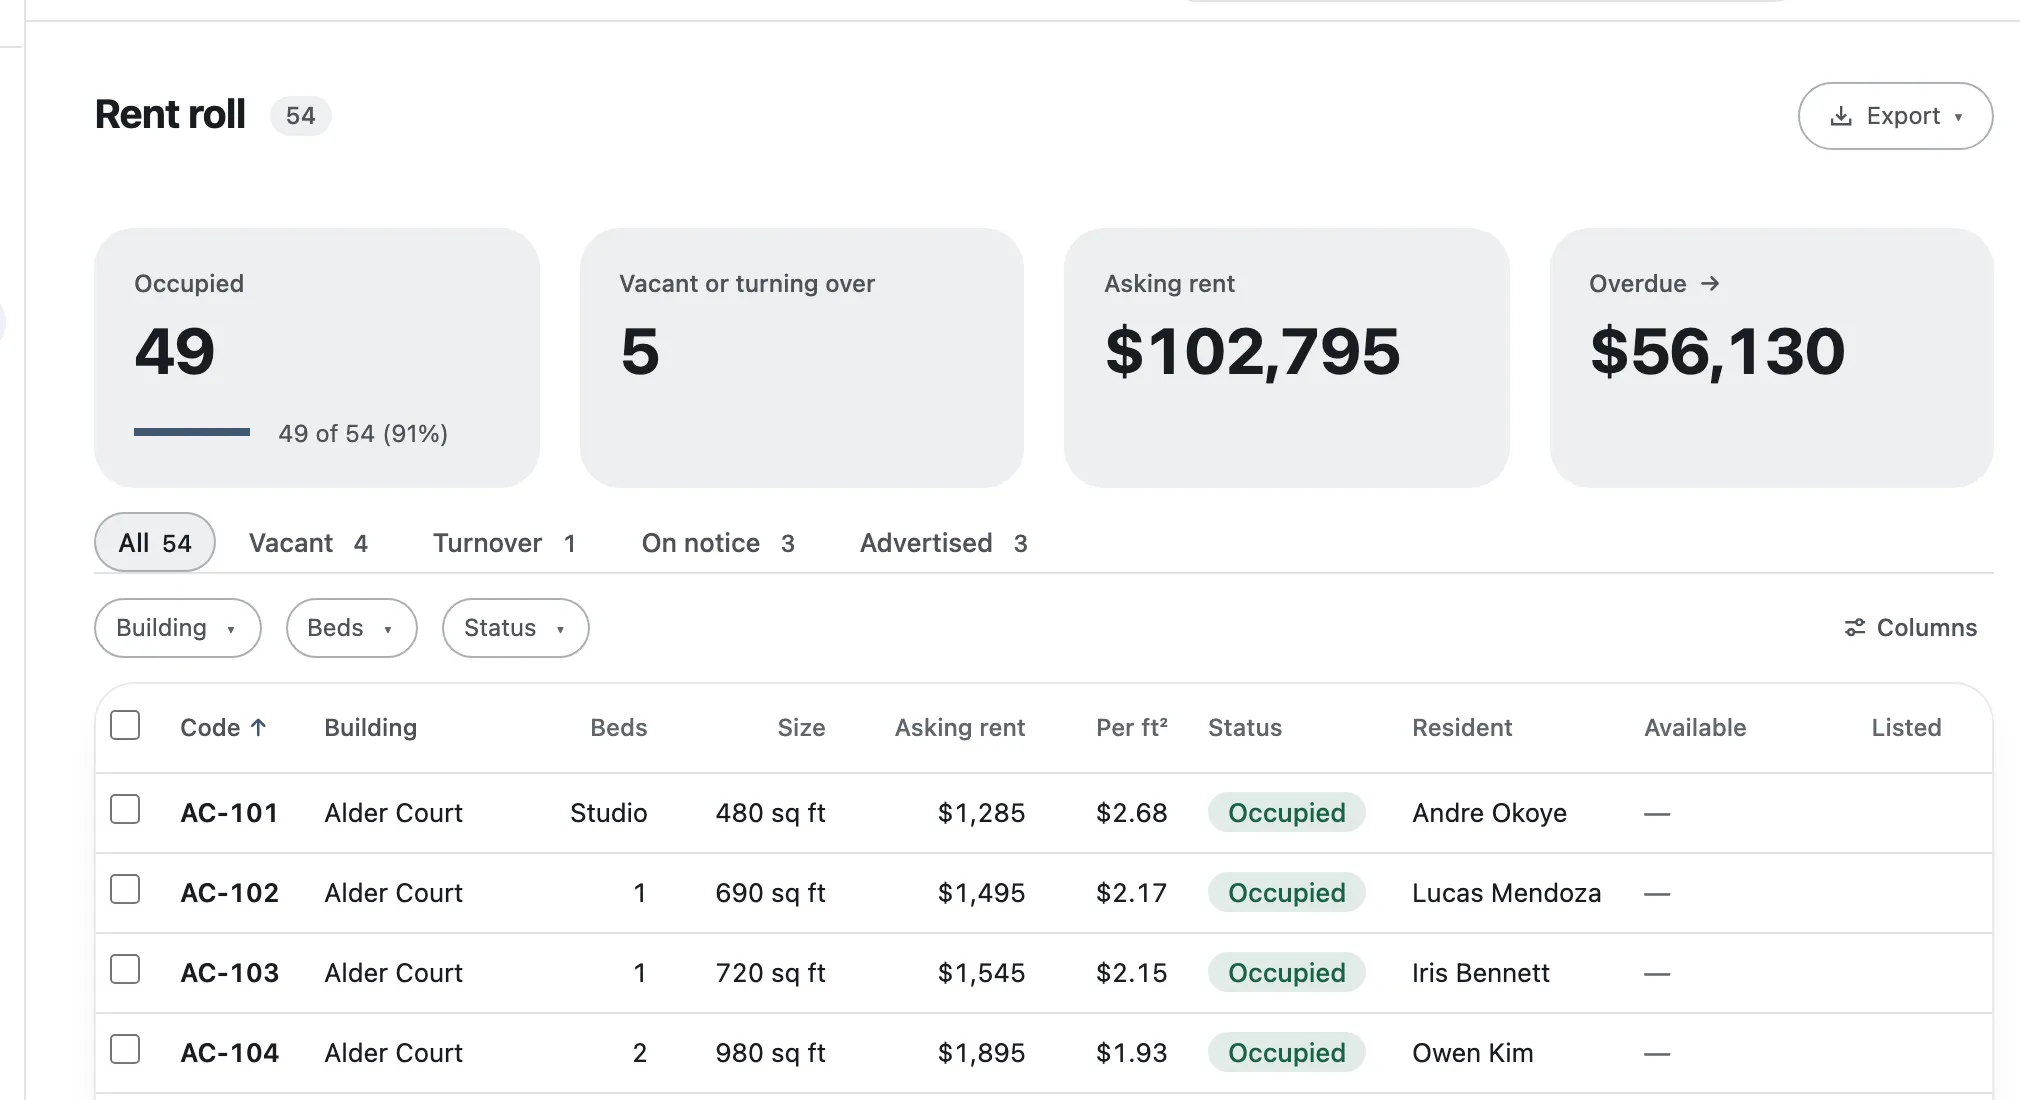 Rent roll 54
Export
Occupied
49
49 of 54 (91%)
Vacant or turning over
5
Asking rent
$102,795
Overdue →
$56,130
All 54 Vacant 4 Turnover 1 On notice 3 Advertised 3
Building Beds Status Columns
Code ↑ Building Beds Size Asking rent Per ft² Status Resident Available Listed
AC-101 Alder Court Studio 480 sq ft $1,285 $2.68 Occupied Andre Okoye —
AC-102 Alder Court 1 690 sq ft $1,495 $2.17 Occupied Lucas Mendoza —
AC-103 Alder Court 1 720 sq ft $1,545 $2.15 Occupied Iris Bennett —
AC-104 Alder Court 2 980 sq ft $1,895 $1.93 Occupied Owen Kim —